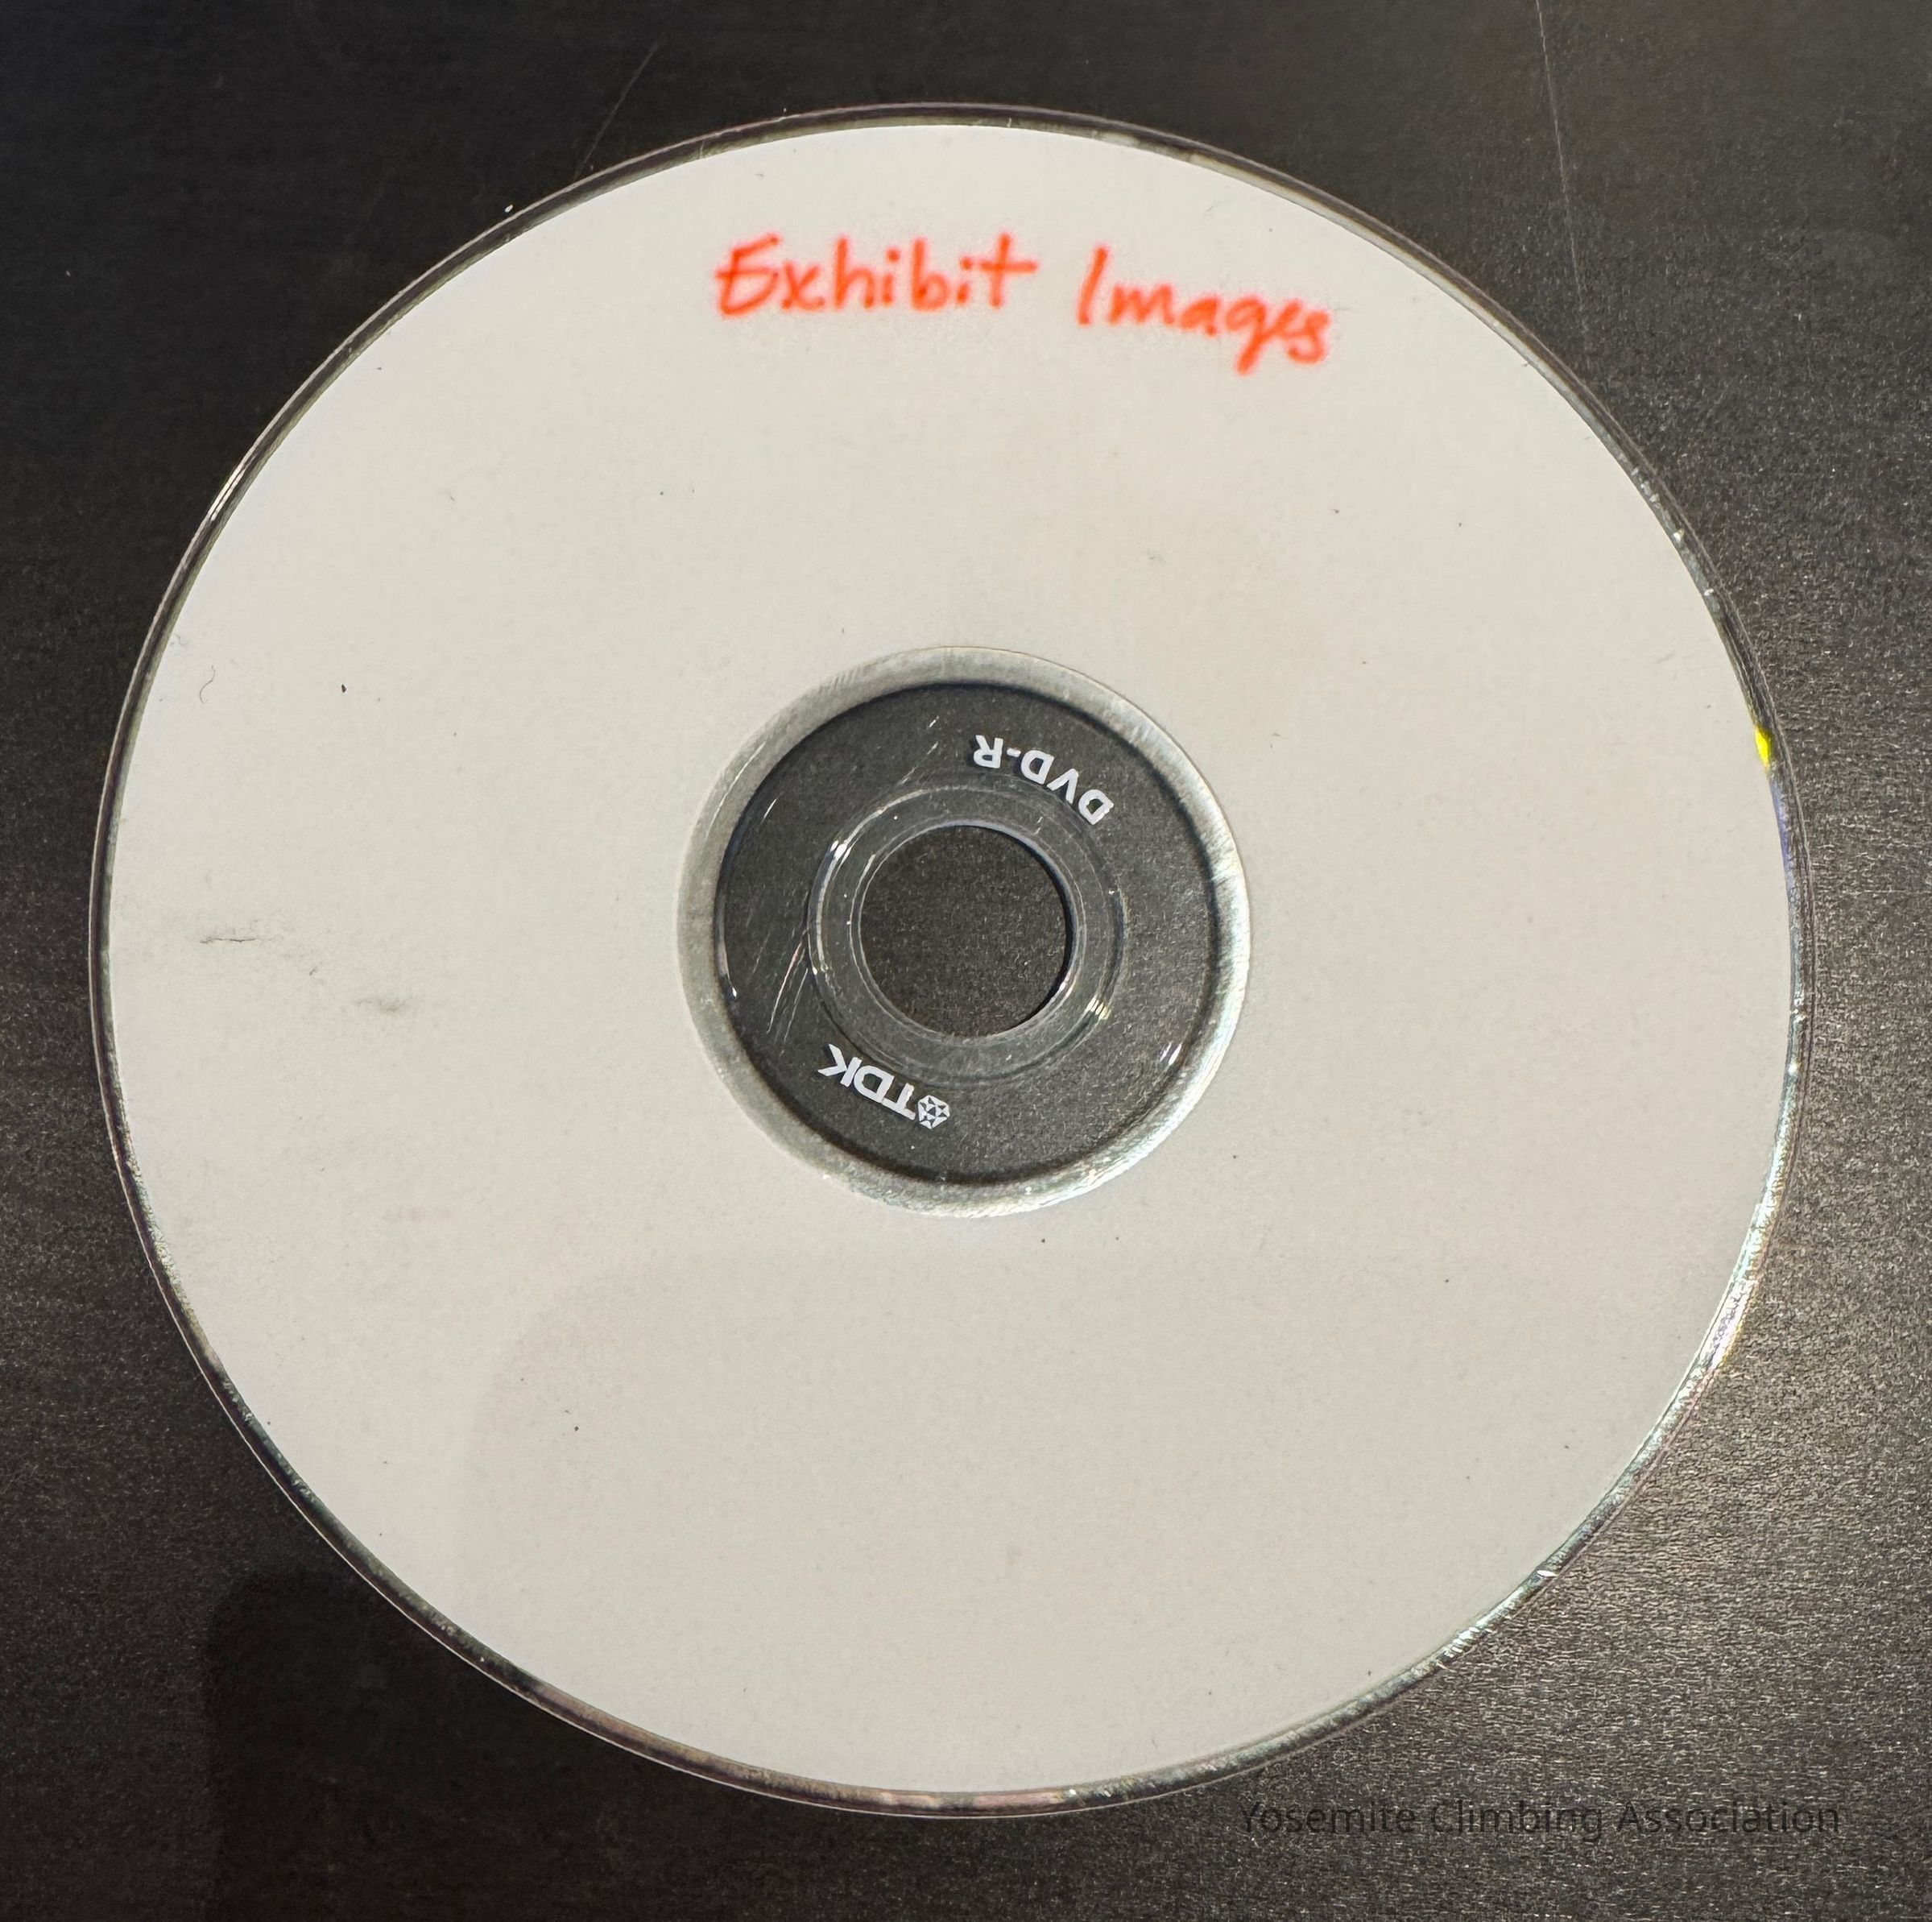 Exhibit Images
DVD-R
TDK
Yosemite Climbing Association